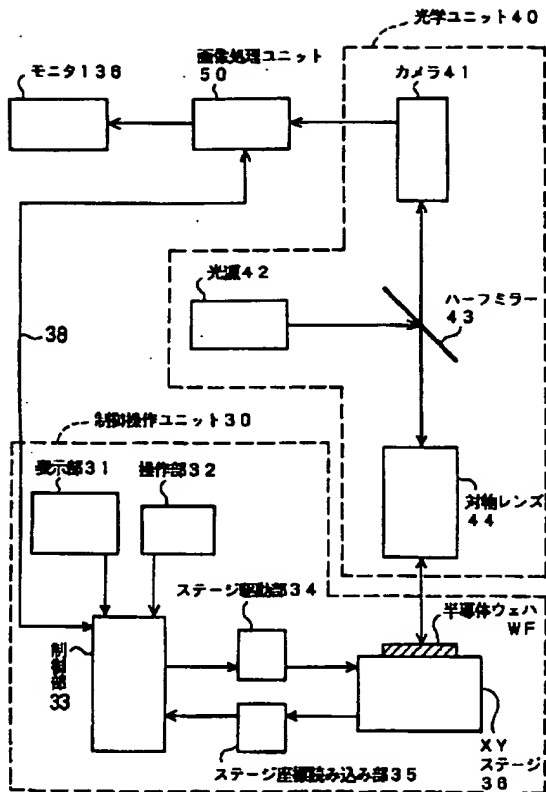 光学ユニット40
モニタ136
画像処理ユニット
50
カメラ41
光源42
ハーフミラー
43
38
制御操作ユニット30
表示部31
操作部32
対物レンズ
44
ステージ駆動部34
半導体ウェハ
WF
制御部
33
ステージ座標読み込み部35
XY
ステージ
36